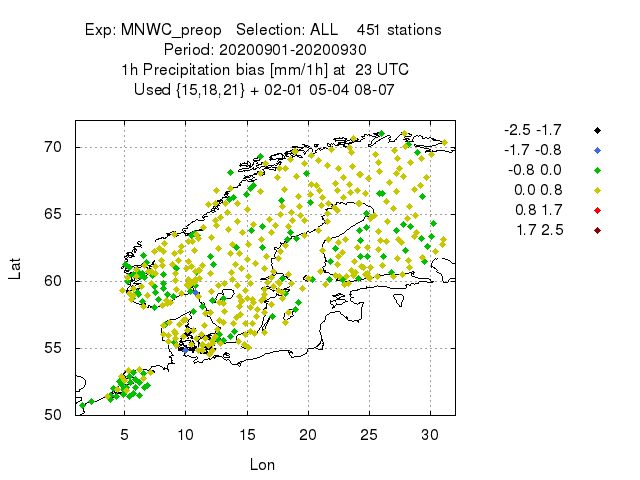 Exp: MNWC_preop   Selection: ALL    451 stations
Period: 20200901-20200930
1h Precipitation bias [mm/1h] at  23 UTC
Used {15,18,21} + 02-01 05-04 08-07
-2.5 -1.7
-1.7 -0.8
-0.8 0.0
0.0 0.8
0.8 1.7
1.7 2.5
70
65
60
55
50
Lat
5 10 15 20 25 30
Lon